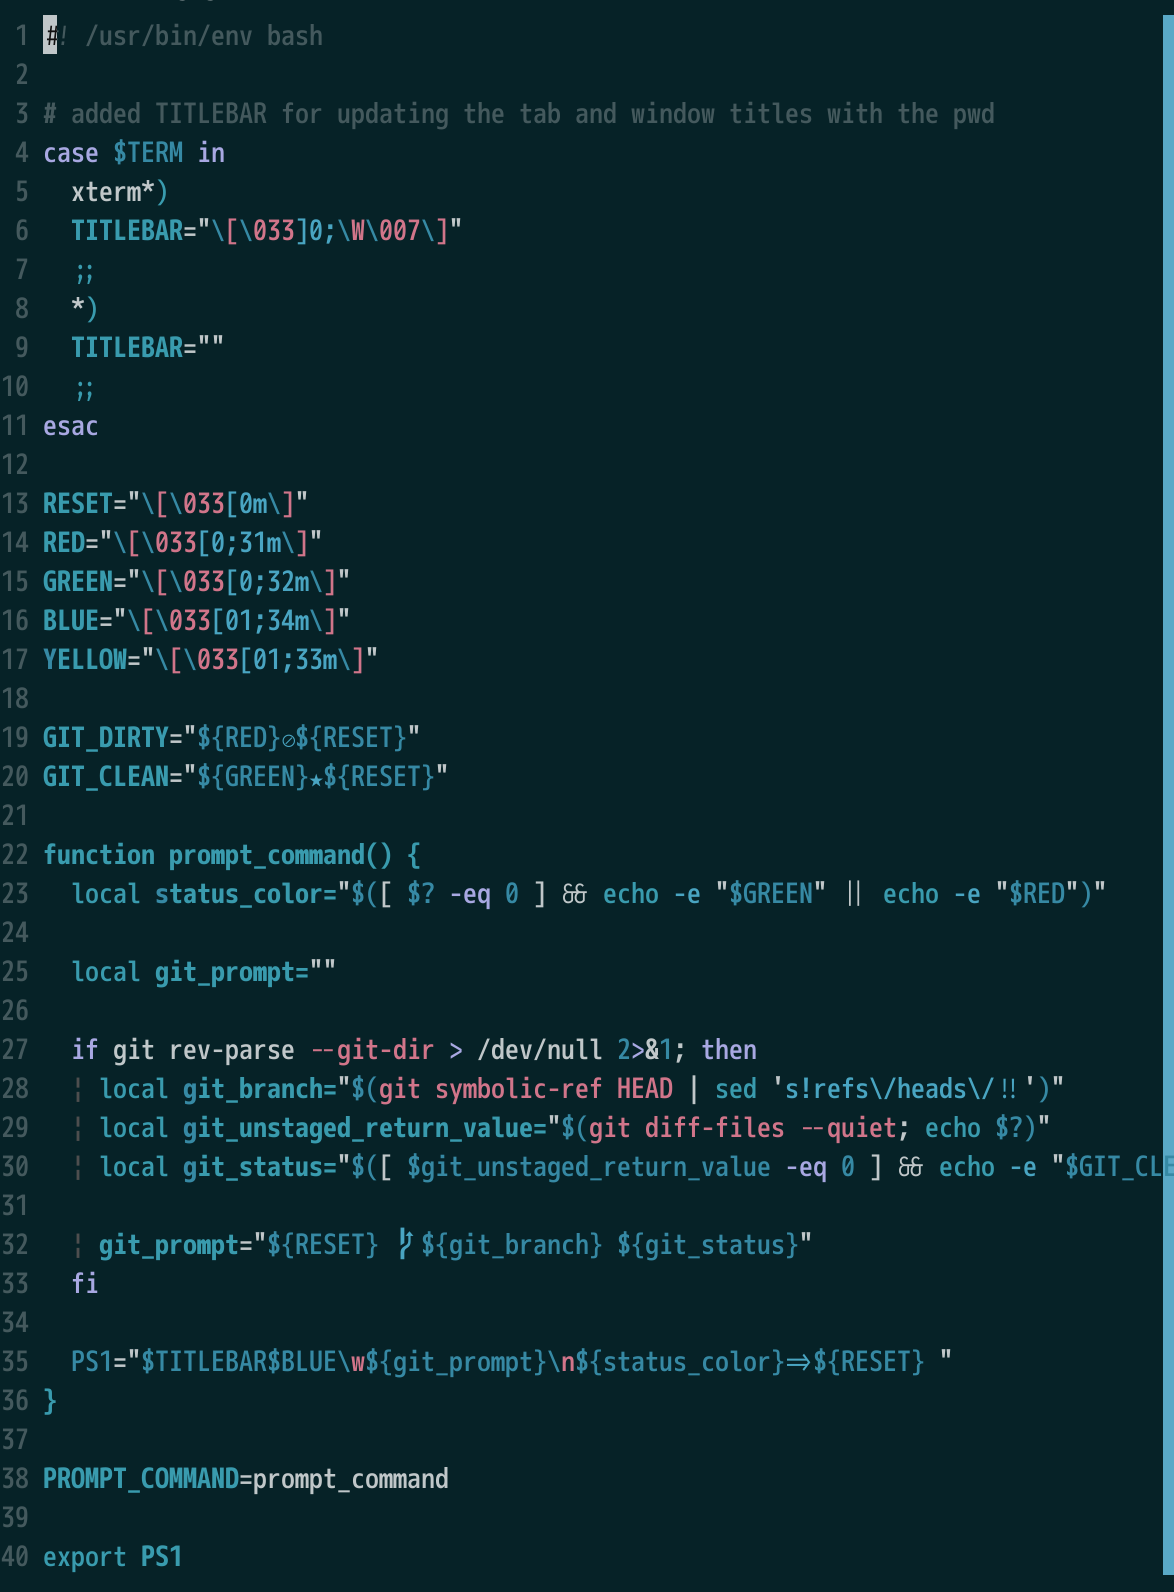 1 #! /usr/bin/env bash
2
3 # added TITLEBAR for updating the tab and window titles with the pwd
4 case $TERM in
5   xterm*)
6   TITLEBAR="\[\033]0;\W\007\]"
7   ;;
8   *)
9   TITLEBAR=""
10   ;;
11 esac
12
13 RESET="\[\033[0m\]"
14 RED="\[\033[0;31m\]"
15 GREEN="\[\033[0;32m\]"
16 BLUE="\[\033[01;34m\]"
17 YELLOW="\[\033[01;33m\]"
18
19 GIT_DIRTY="${RED}⊘${RESET}"
20 GIT_CLEAN="${GREEN}★${RESET}"
21
22 function prompt_command() {
23   local status_color="$([ $? -eq 0 ] && echo -e "$GREEN" || echo -e "$RED")"
24
25   local git_prompt=""
26
27   if git rev-parse --git-dir > /dev/null 2>&1; then
28   ¦ local git_branch="$(git symbolic-ref HEAD | sed 's!refs\/heads\/!!')"
29   ¦ local git_unstaged_return_value="$(git diff-files --quiet; echo $?)"
30   ¦ local git_status="$([ $git_unstaged_return_value -eq 0 ] && echo -e "$GIT_CLE
31
32   ¦ git_prompt="${RESET} ${git_branch} ${git_status}"
33   fi
34
35   PS1="$TITLEBAR$BLUE\w${git_prompt}\n${status_color}=>${RESET} "
36 }
37
38 PROMPT_COMMAND=prompt_command
39
40 export PS1